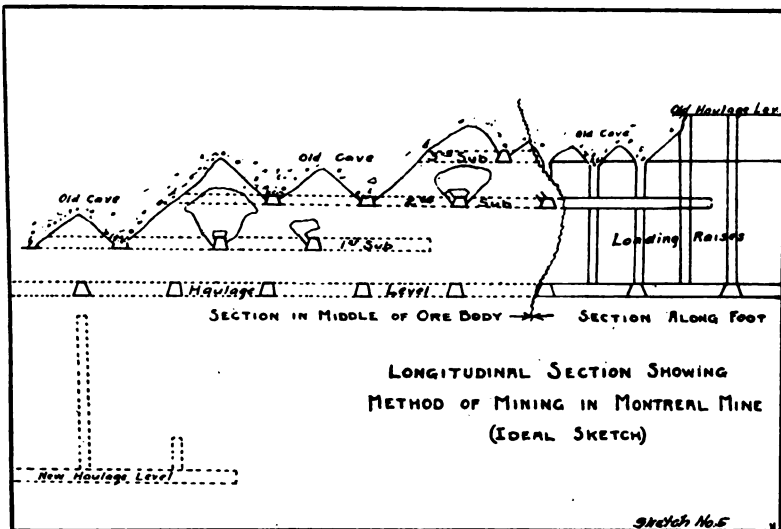 Old Haulage Lev.
Old Cave
3rd Sub
Old Cave
Old Cave
2nd Sub
1st Sub
Loading Raises
Haulage Level
SECTION IN MIDDLE OF ORE BODY
SECTION ALONG FOOT
LONGITUDINAL SECTION SHOWING
METHOD OF MINING IN MONTREAL MINE
(IDEAL SKETCH)
New Haulage Level
Sketch No.5